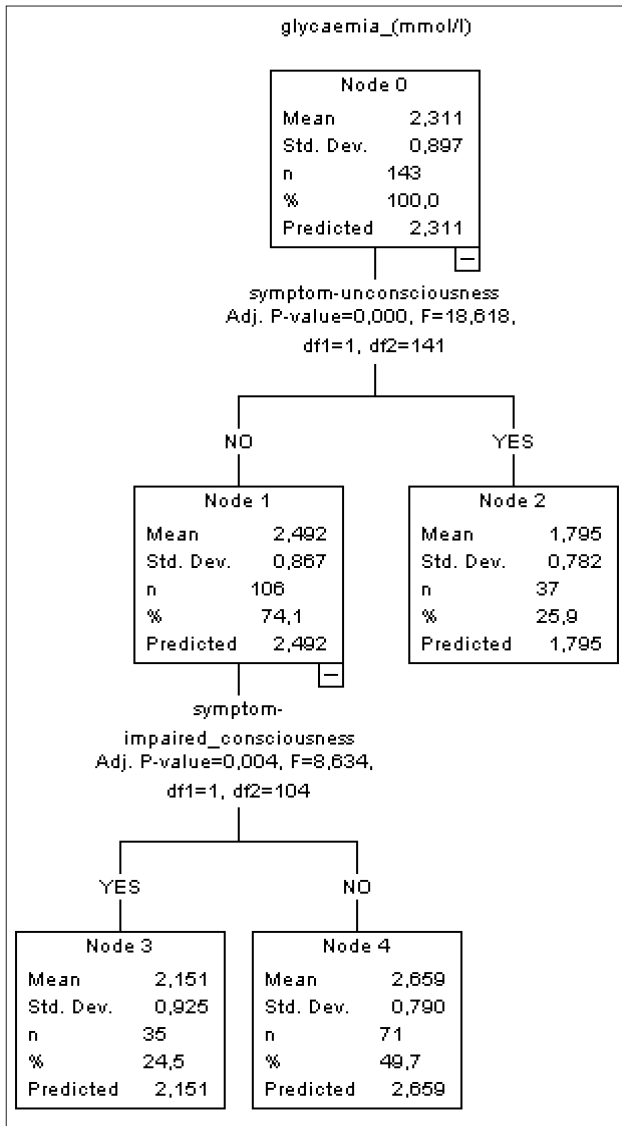 glycaemia_(mmol/l)
Node 0
Mean 2,311
Std. Dev. 0,897
n 143
% 100,0
Predicted 2,311
symptom-unconsciousness
Adj. P-value=0,000, F=18,618,
df1=1, df2=141
NO
YES
Node 1
Mean 2,492
Std. Dev. 0,867
n 106
% 74,1
Predicted 2,492
Node 2
Mean 1,795
Std. Dev. 0,782
n 37
% 25,9
Predicted 1,795
symptom-
impaired_consciousness
Adj. P-value=0,004, F=8,634,
df1=1, df2=104
YES
NO
Node 3
Mean 2,151
Std. Dev. 0,925
n 35
% 24,5
Predicted 2,151
Node 4
Mean 2,659
Std. Dev. 0,790
n 71
% 49,7
Predicted 2,659